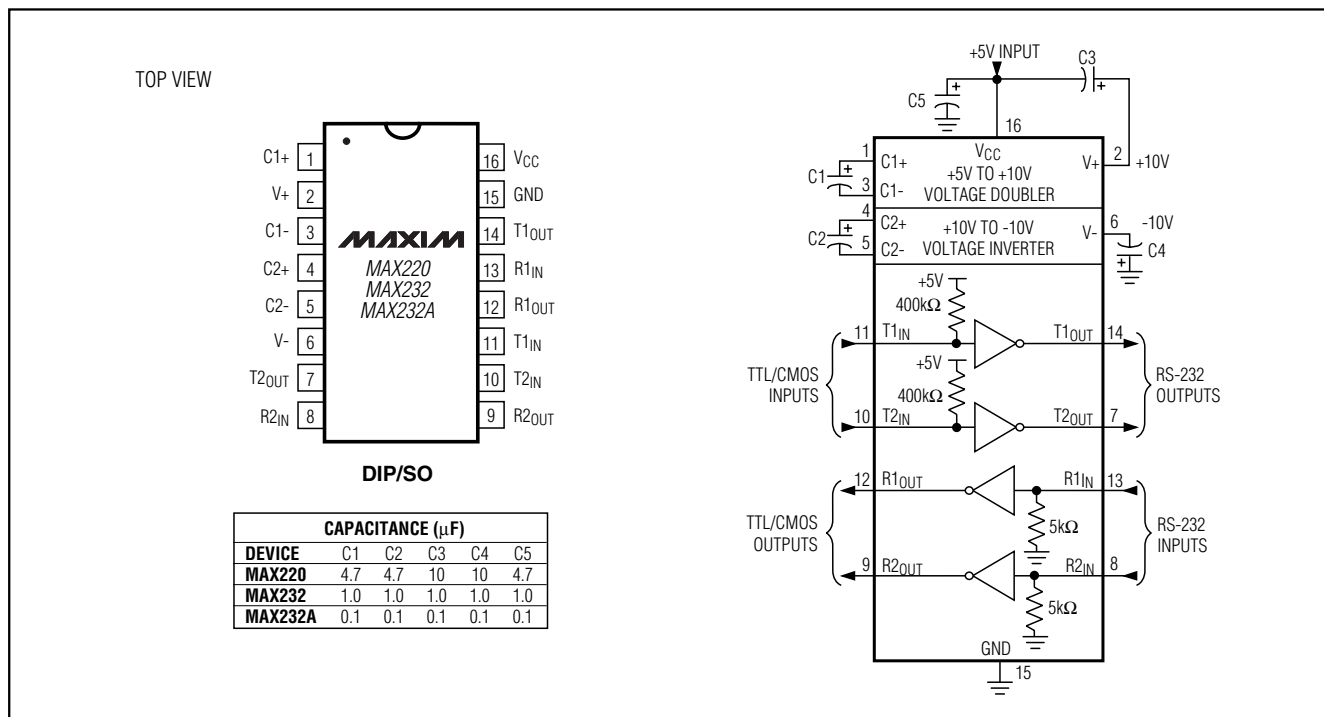 TOP VIEW
C1+ 1
V+ 2
C1- 3
C2+ 4
C2- 5
V- 6
T2OUT 7
R2IN 8
16 VCC
15 GND
14 T1OUT
13 R1IN
12 R1OUT
11 T1IN
10 T2IN
9 R2OUT
MAXIM
MAX220
MAX232
MAX232A
DIP/SO
CAPACITANCE (μF)
DEVICE C1 C2 C3 C4 C5
MAX220 4.7 4.7 10 10 4.7
MAX232 1.0 1.0 1.0 1.0 1.0
MAX232A 0.1 0.1 0.1 0.1 0.1
+5V INPUT
C3
+
C5 +
16
+
1 C1+
VCC
V+ 2 +10V
C1 +
3 C1-
+5V TO +10V
VOLTAGE DOUBLER
4 C2+
C2 +
5 C2-
+10V TO -10V
VOLTAGE INVERTER
V- 6 -10V
C4
+
+5V
400kΩ
11 T1IN T1OUT 14
+5V
TTL/CMOS
INPUTS
400kΩ
RS-232
OUTPUTS
10 T2IN T2OUT 7
12 R1OUT R1IN 13
TTL/CMOS
OUTPUTS
5kΩ
RS-232
INPUTS
9 R2OUT R2IN 8
5kΩ
GND
15